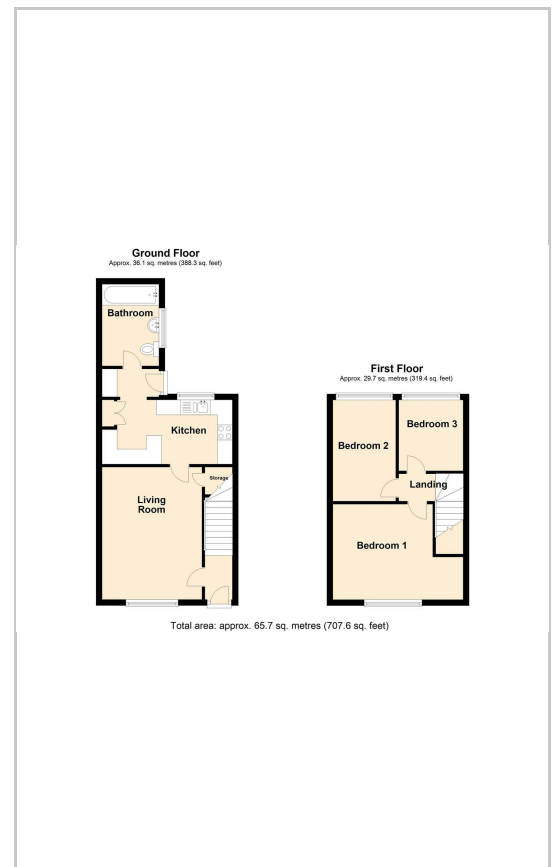 Ground Floor
Approx. 36.1 sq. metres (388.3 sq. feet)
Bathroom
Kitchen
Living
Room
Storage
First Floor
Approx. 29.7 sq. metres (319.4 sq. feet)
Bedroom 2
Bedroom 3
Landing
Bedroom 1
Total area: approx. 65.7 sq. metres (707.6 sq. feet)